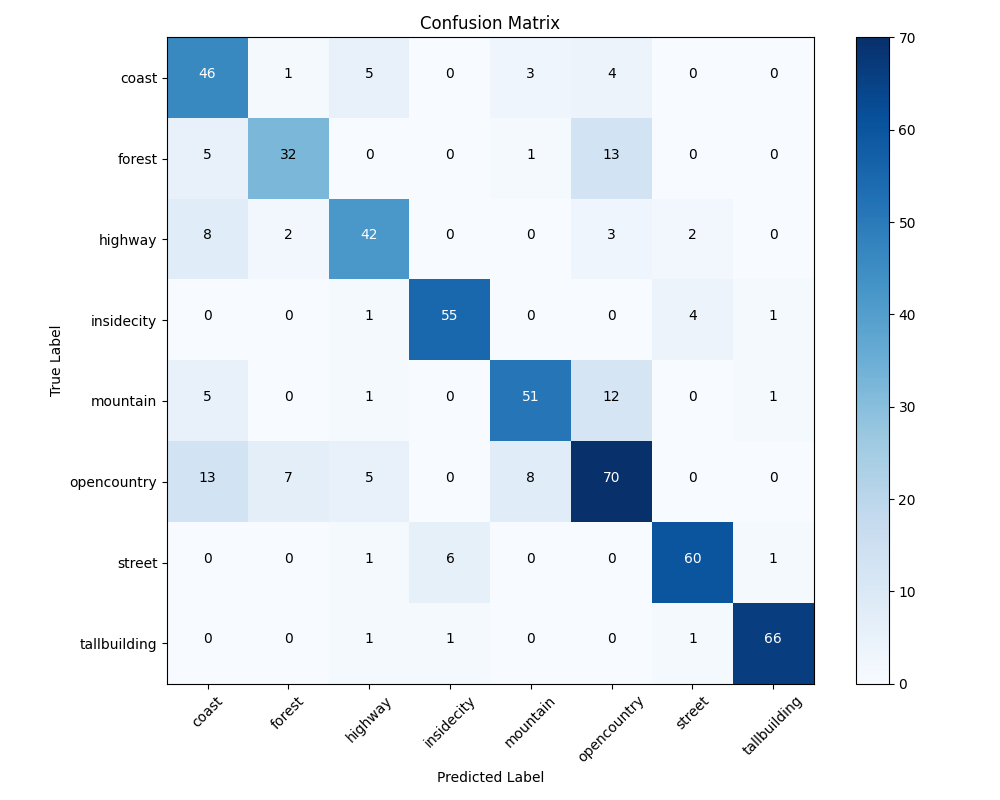 Confusion Matrix
True Label
coast 46 1 5 0 3 4 0 0
forest 5 32 0 0 1 13 0 0
highway 8 2 42 0 0 3 2 0
insidecity 0 0 1 55 0 0 4 1
mountain 5 0 1 0 51 12 0 1
opencountry 13 7 5 0 8 70 0 0
street 0 0 1 6 0 0 60 1
tallbuilding 0 0 1 1 0 0 1 66
coast forest highway insidecity mountain opencountry street tallbuilding
Predicted Label
70
60
50
40
30
20
10
0